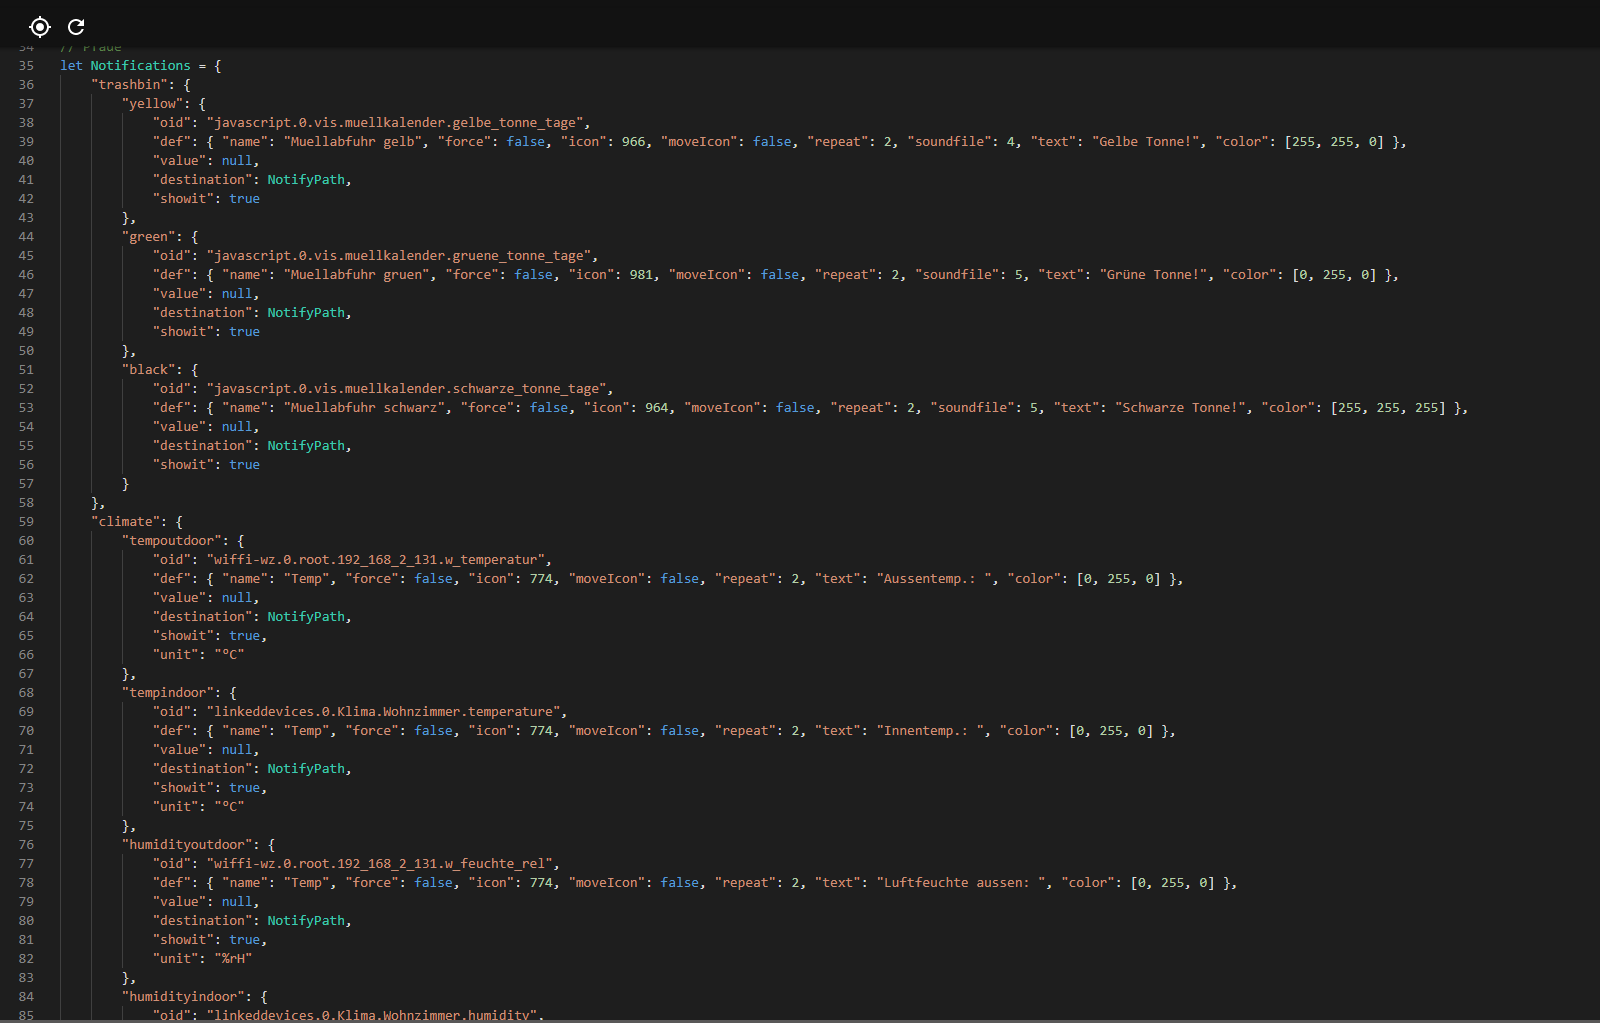 34 // Pfade
35 let Notifications = {
36 "trashbin": {
37 "yellow": {
38 "oid": "javascript.0.vis.muellkalender.gelbe_tonne_tage",
39 "def": { "name": "Muellabfuhr gelb", "force": false, "icon": 966, "moveIcon": false, "repeat": 2, "soundfile": 4, "text": "Gelbe Tonne!", "color": [255, 255, 0] },
40 "value": null,
41 "destination": NotifyPath,
42 "showit": true
43 },
44 "green": {
45 "oid": "javascript.0.vis.muellkalender.gruene_tonne_tage",
46 "def": { "name": "Muellabfuhr gruen", "force": false, "icon": 981, "moveIcon": false, "repeat": 2, "soundfile": 5, "text": "Grüne Tonne!", "color": [0, 255, 0] },
47 "value": null,
48 "destination": NotifyPath,
49 "showit": true
50 },
51 "black": {
52 "oid": "javascript.0.vis.muellkalender.schwarze_tonne_tage",
53 "def": { "name": "Muellabfuhr schwarz", "force": false, "icon": 964, "moveIcon": false, "repeat": 2, "soundfile": 5, "text": "Schwarze Tonne!", "color": [255, 255, 255] },
54 "value": null,
55 "destination": NotifyPath,
56 "showit": true
57 }
58 },
59 "climate": {
60 "tempoutdoor": {
61 "oid": "wiffi-wz.0.root.192_168_2_131.w_temperatur",
62 "def": { "name": "Temp", "force": false, "icon": 774, "moveIcon": false, "repeat": 2, "text": "Aussentemp.: ", "color": [0, 255, 0] },
63 "value": null,
64 "destination": NotifyPath,
65 "showit": true,
66 "unit": "°C"
67 },
68 "tempindoor": {
69 "oid": "linkeddevices.0.Klima.Wohnzimmer.temperature",
70 "def": { "name": "Temp", "force": false, "icon": 774, "moveIcon": false, "repeat": 2, "text": "Innentemp.: ", "color": [0, 255, 0] },
71 "value": null,
72 "destination": NotifyPath,
73 "showit": true,
74 "unit": "°C"
75 },
76 "humidityoutdoor": {
77 "oid": "wiffi-wz.0.root.192_168_2_131.w_feuchte_rel",
78 "def": { "name": "Temp", "force": false, "icon": 774, "moveIcon": false, "repeat": 2, "text": "Luftfeuchte aussen: ", "color": [0, 255, 0] },
79 "value": null,
80 "destination": NotifyPath,
81 "showit": true,
82 "unit": "%rH"
83 },
84 "humidityindoor": {
85 "oid": "linkeddevices.0.Klima.Wohnzimmer.humidity",